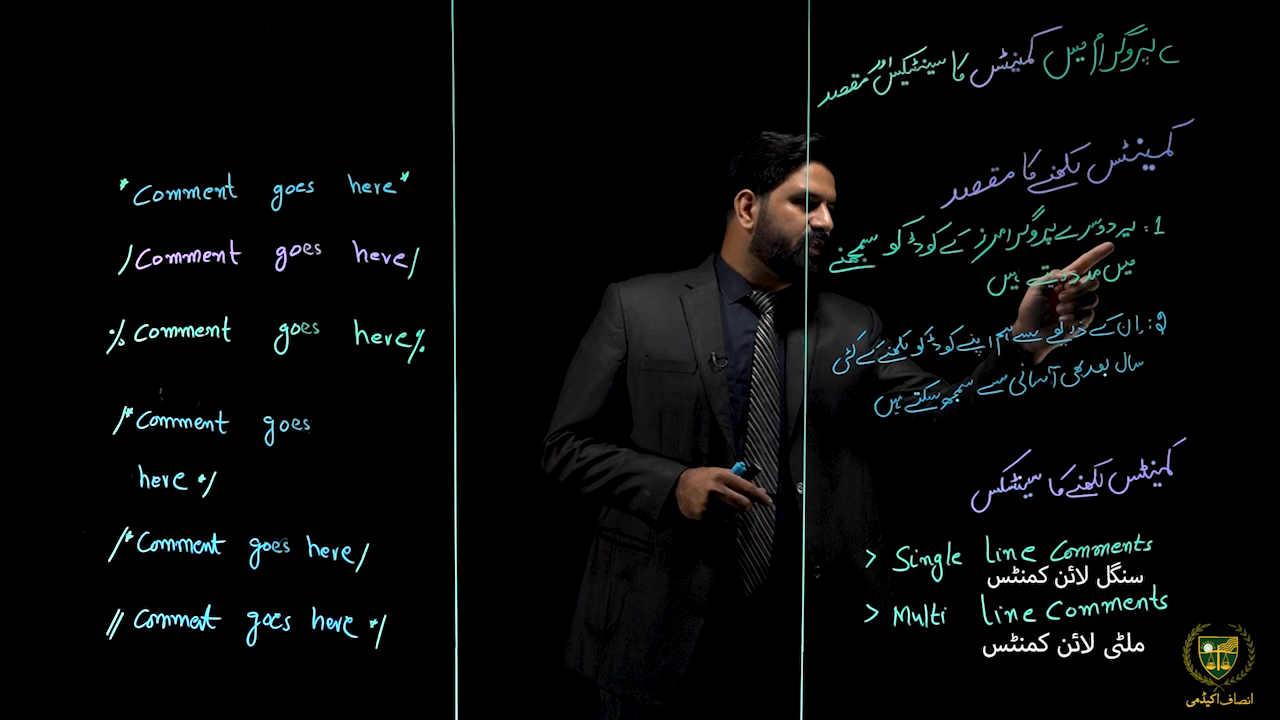 سی پروگرام میں کمینٹس کا سینٹیکس اور مقصد
کمینٹس لکھنے کا مقصد
1: یہ دوسرے پروگرامرز کے کوڈ کو سمجھنے
میں مدد دیتے ہیں
2: اِن کے ذریعے سے ہم اپنے کوڈ کو لکھنے کے کئی
سال بعد بھی آسانی سے سمجھ سکتے ہیں
کمینٹس لکھنے کا سینٹیکس
> Single line comments
سنگل لائن کمنٹس
> Multi line comments
ملٹی لائن کمنٹس
* Comment goes here *
/ Comment goes here /
% Comment goes here %
/* Comment goes
here */
/* Comment goes here /
// Comment goes here */
انصاف اکیڈمی